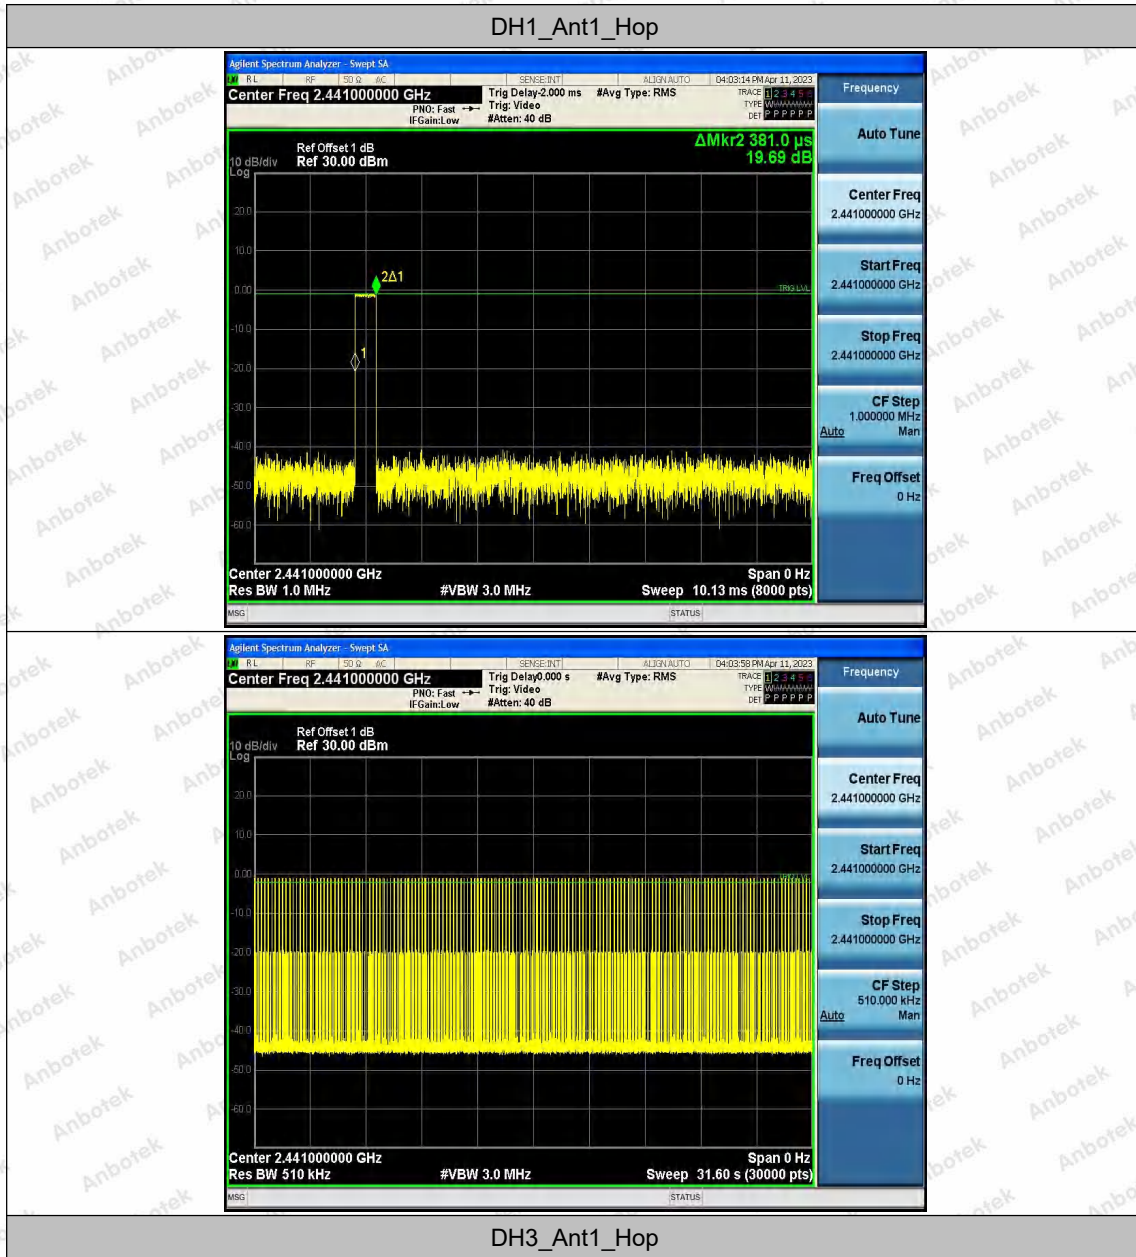 DH1_Ant1_Hop
Agilent Spectrum Analyzer - Swept SA
RL RF 50 Ω AC SENSE:INT ALIGN AUTO 04:03:14 PM Apr 11, 2023
Center Freq 2.441000000 GHz
PNO: Fast
IFGain:Low
Trig Delay-2.000 ms
Trig: Video
#Atten: 40 dB
#Avg Type: RMS
TRACE 1 2 3 4 5 6
TYPE W
DET P P P P P P
Frequency
Auto Tune
Center Freq
2.441000000 GHz
Start Freq
2.441000000 GHz
Stop Freq
2.441000000 GHz
CF Step
1.000000 MHz
Auto Man
Freq Offset
0 Hz
ΔMkr2 381.0 µs
19.69 dB
Ref Offset 1 dB
10 dB/div Ref 30.00 dBm
Log
20.0
10.0
0.00
-10.0
-20.0
-30.0
-40.0
-50.0
-60.0
2Δ1
1
TRIG LVL
Center 2.441000000 GHz Span 0 Hz
Res BW 1.0 MHz #VBW 3.0 MHz Sweep 10.13 ms (8000 pts)
MSG STATUS
Agilent Spectrum Analyzer - Swept SA
RL RF 50 Ω AC SENSE:INT ALIGN AUTO 04:03:58 PM Apr 11, 2023
Center Freq 2.441000000 GHz
PNO: Fast
IFGain:Low
Trig Delay0.000 s
Trig: Video
#Atten: 40 dB
#Avg Type: RMS
TRACE 1 2 3 4 5 6
TYPE W
DET P P P P P P
Frequency
Auto Tune
Center Freq
2.441000000 GHz
Start Freq
2.441000000 GHz
Stop Freq
2.441000000 GHz
CF Step
510.000 kHz
Auto Man
Freq Offset
0 Hz
Ref Offset 1 dB
10 dB/div Ref 30.00 dBm
Log
20.0
10.0
0.00
-10.0
-20.0
-30.0
-40.0
-50.0
-60.0
TRIG LVL
Center 2.441000000 GHz Span 0 Hz
Res BW 510 kHz #VBW 3.0 MHz Sweep 31.60 s (30000 pts)
MSG STATUS
DH3_Ant1_Hop
Anbotek